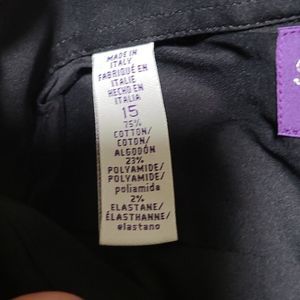 MADE IN
ITALY
FABRIQUÉ EN
ITALIE
HECHO EN
ITALIA
15
75%
COTTON/
COTON/
ALGODÓN
23%
POLYAMIDE/
POLYAMIDE/
poliamida
2%
ELASTANE/
ÉLASTHANNE/
elastano